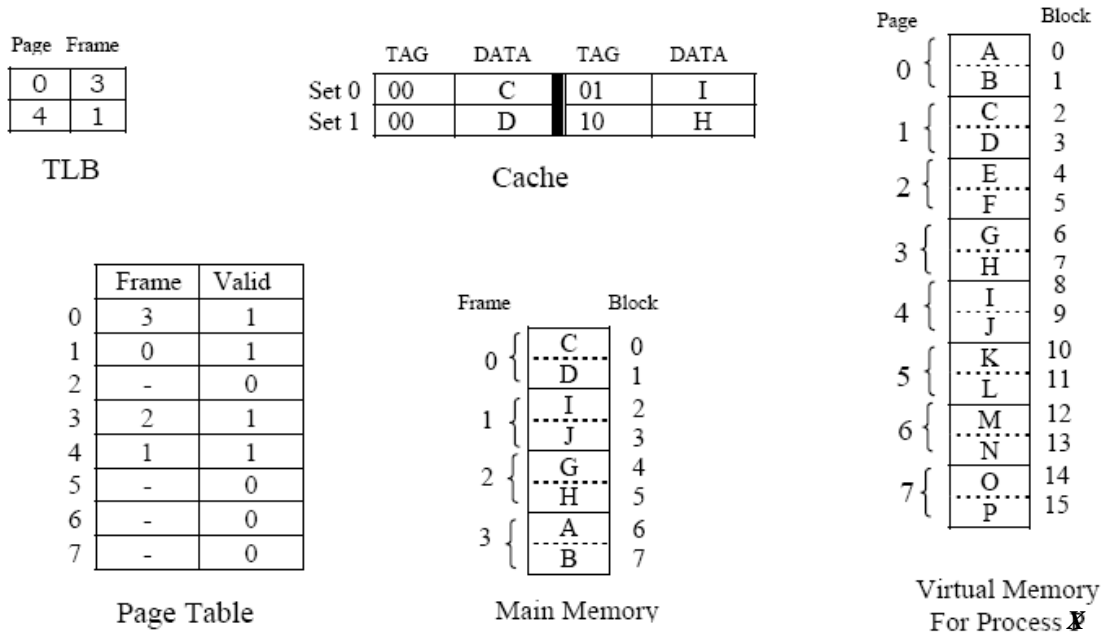 Page Frame
0 3
4 1
TLB
TAG DATA TAG DATA
Set 0 00 C 01 I
Set 1 00 D 10 H
Cache
Frame Valid
0 3 1
1 0 1
2 - 0
3 2 1
4 1 1
5 - 0
6 - 0
7 - 0
Page Table
Frame Block
0 C 0
D 1
1 I 2
J 3
2 G 4
H 5
3 A 6
B 7
Main Memory
Page Block
0 A 0
B 1
1 C 2
D 3
2 E 4
F 5
3 G 6
H 7
4 I 8
J 9
5 K 10
L 11
6 M 12
N 13
7 O 14
P 15
Virtual Memory
For Process